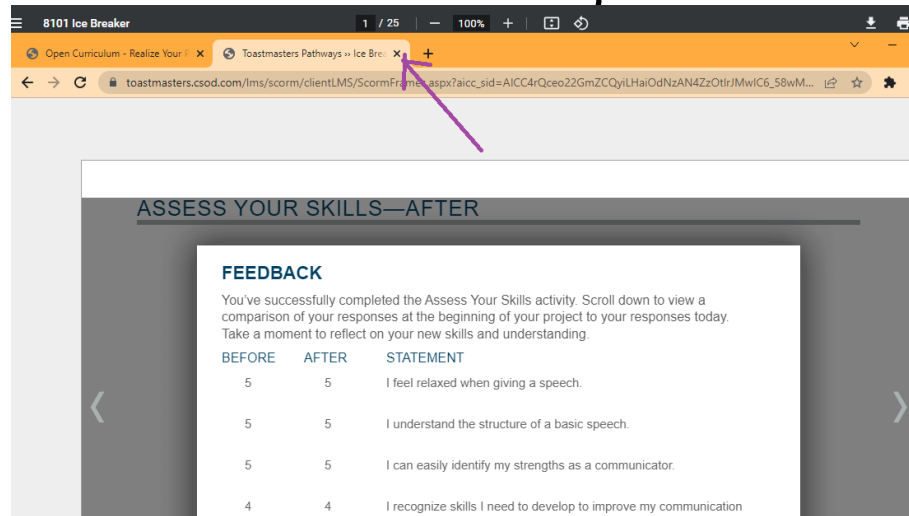 8101 Ice Breaker 1 / 25 100%
Open Curriculum - Realize Your P Toastmasters Pathways ›› Ice Brea
toastmasters.csod.com/lms/scorm/clientLMS/ScormFrames.aspx?aicc_sid=AICC4rQceo22GmZCQyiLHaiOdNzAN4ZzOtIrJMwIC6_58wM...
ASSESS YOUR SKILLS—AFTER
FEEDBACK
You've successfully completed the Assess Your Skills activity. Scroll down to view a
comparison of your responses at the beginning of your project to your responses today.
Take a moment to reflect on your new skills and understanding.
BEFORE AFTER STATEMENT
5 5 I feel relaxed when giving a speech.
5 5 I understand the structure of a basic speech.
5 5 I can easily identify my strengths as a communicator.
4 4 I recognize skills I need to develop to improve my communication